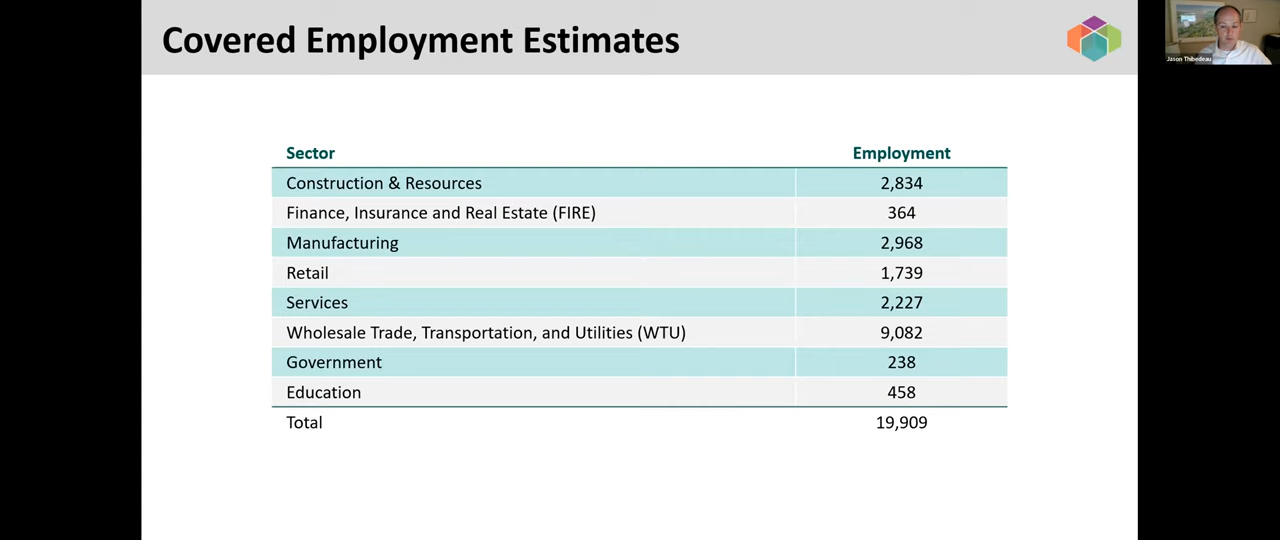 Covered Employment Estimates
Jason Thibedeau
Sector Employment
Construction & Resources 2,834
Finance, Insurance and Real Estate (FIRE) 364
Manufacturing 2,968
Retail 1,739
Services 2,227
Wholesale Trade, Transportation, and Utilities (WTU) 9,082
Government 238
Education 458
Total 19,909